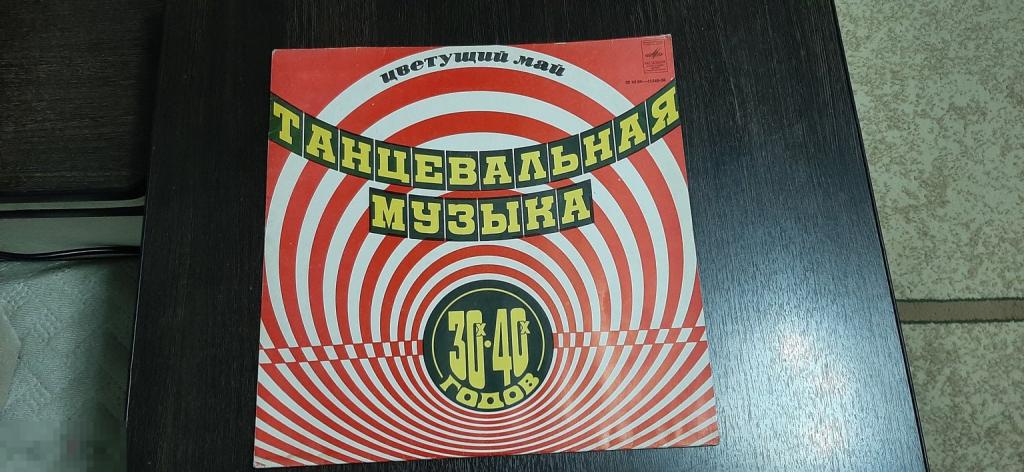 цветущий май
ТАНЦЕВАЛЬНАЯ
МУЗЫКА
30х-40х
ГОДОВ